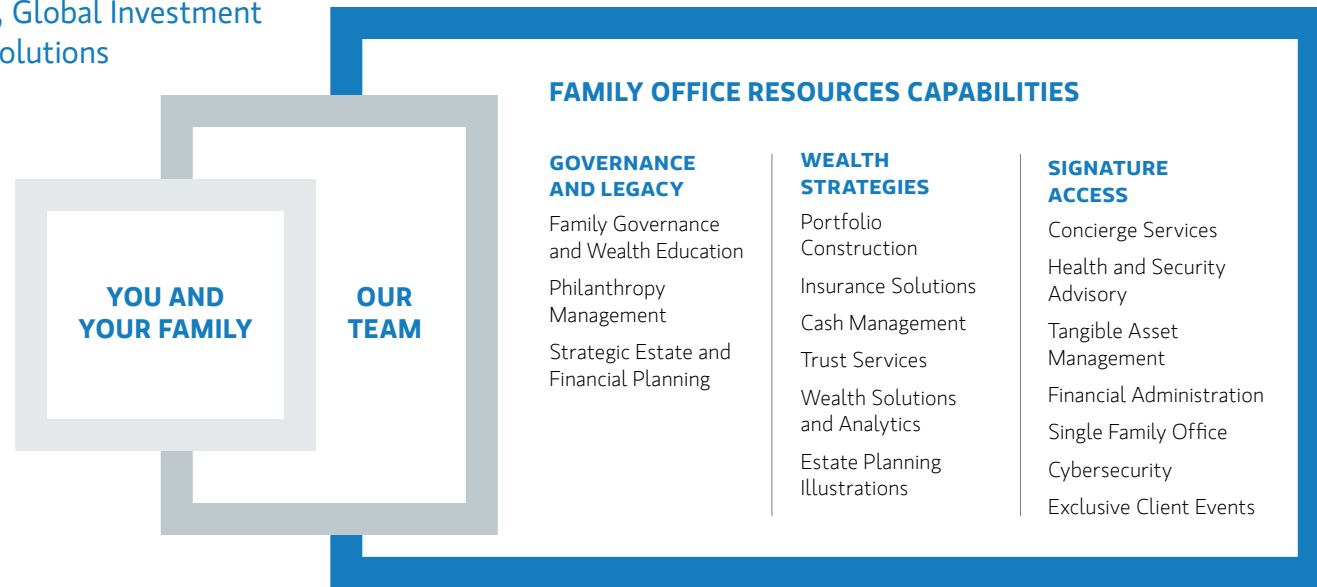 , Global Investment
olutions
YOU AND
YOUR FAMILY
OUR
TEAM
FAMILY OFFICE RESOURCES CAPABILITIES
GOVERNANCE
AND LEGACY
Family Governance
and Wealth Education
Philanthropy
Management
Strategic Estate and
Financial Planning
WEALTH
STRATEGIES
Portfolio
Construction
Insurance Solutions
Cash Management
Trust Services
Wealth Solutions
and Analytics
Estate Planning
Illustrations
SIGNATURE
ACCESS
Concierge Services
Health and Security
Advisory
Tangible Asset
Management
Financial Administration
Single Family Office
Cybersecurity
Exclusive Client Events